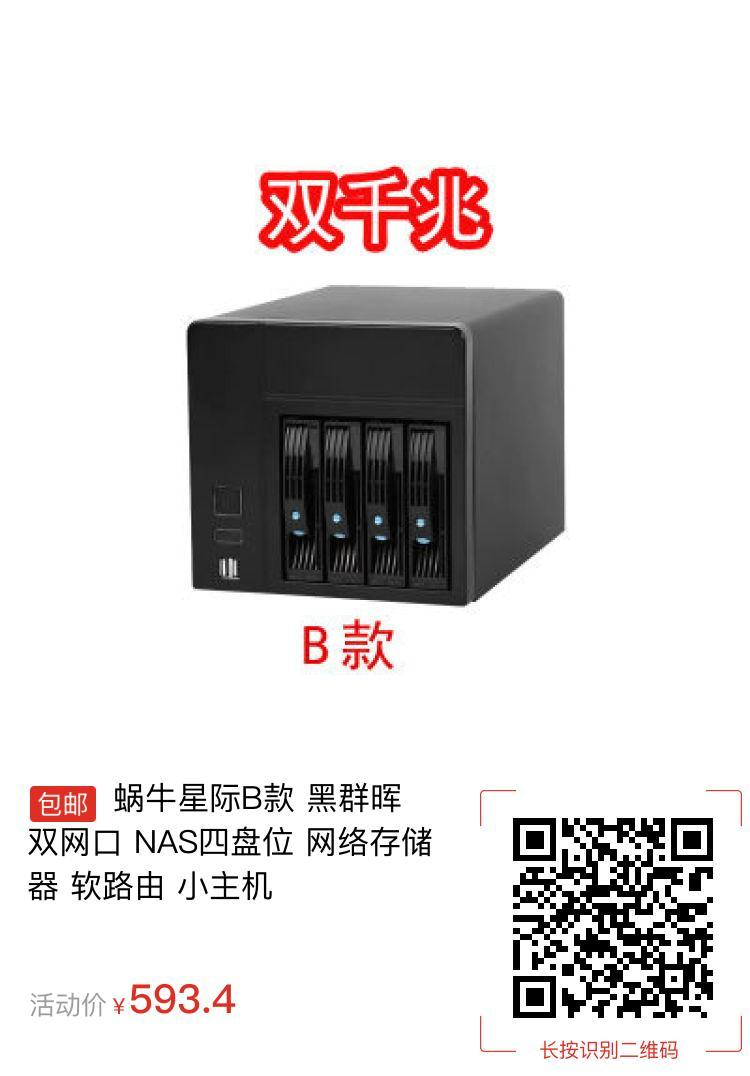 双千兆
B款
包邮 蜗牛星际B款 黑群晖
双网口 NAS四盘位 网络存储
器 软路由 小主机
活动价 ¥593.4
长按识别二维码